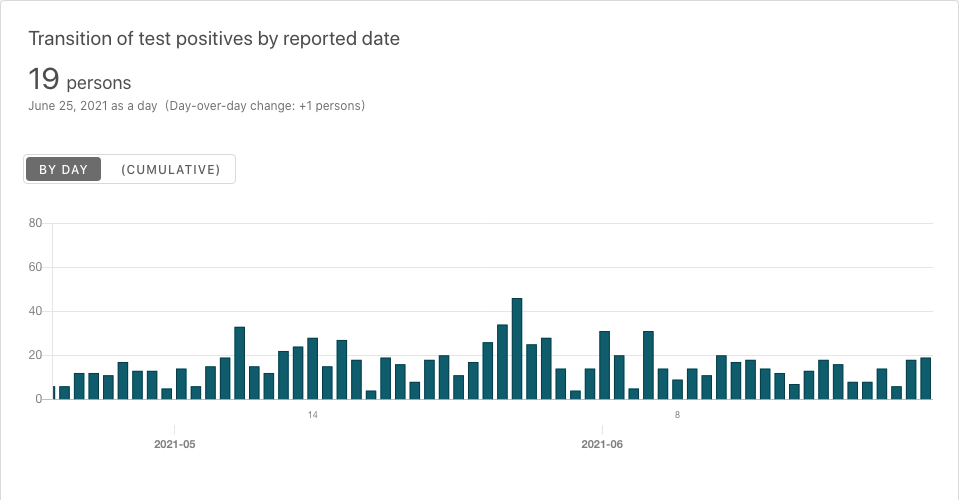 Transition of test positives by reported date
19 persons
June 25, 2021 as a day (Day-over-day change: +1 persons)
BY DAY (CUMULATIVE)
80
60
40
20
0
14 8
2021-05 2021-06